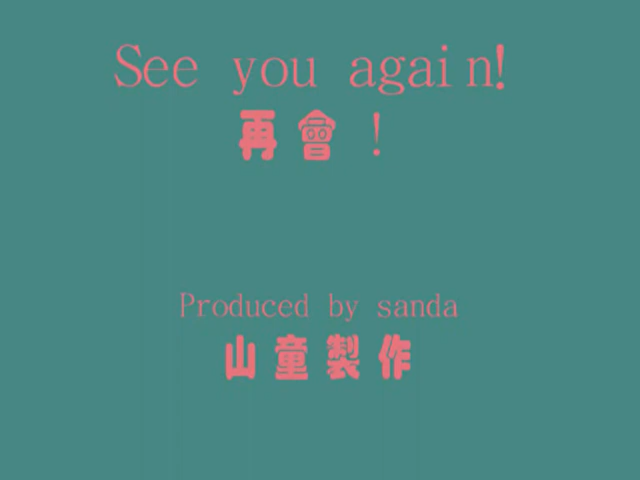 See you again!
再會！
Produced by sanda
山童製作